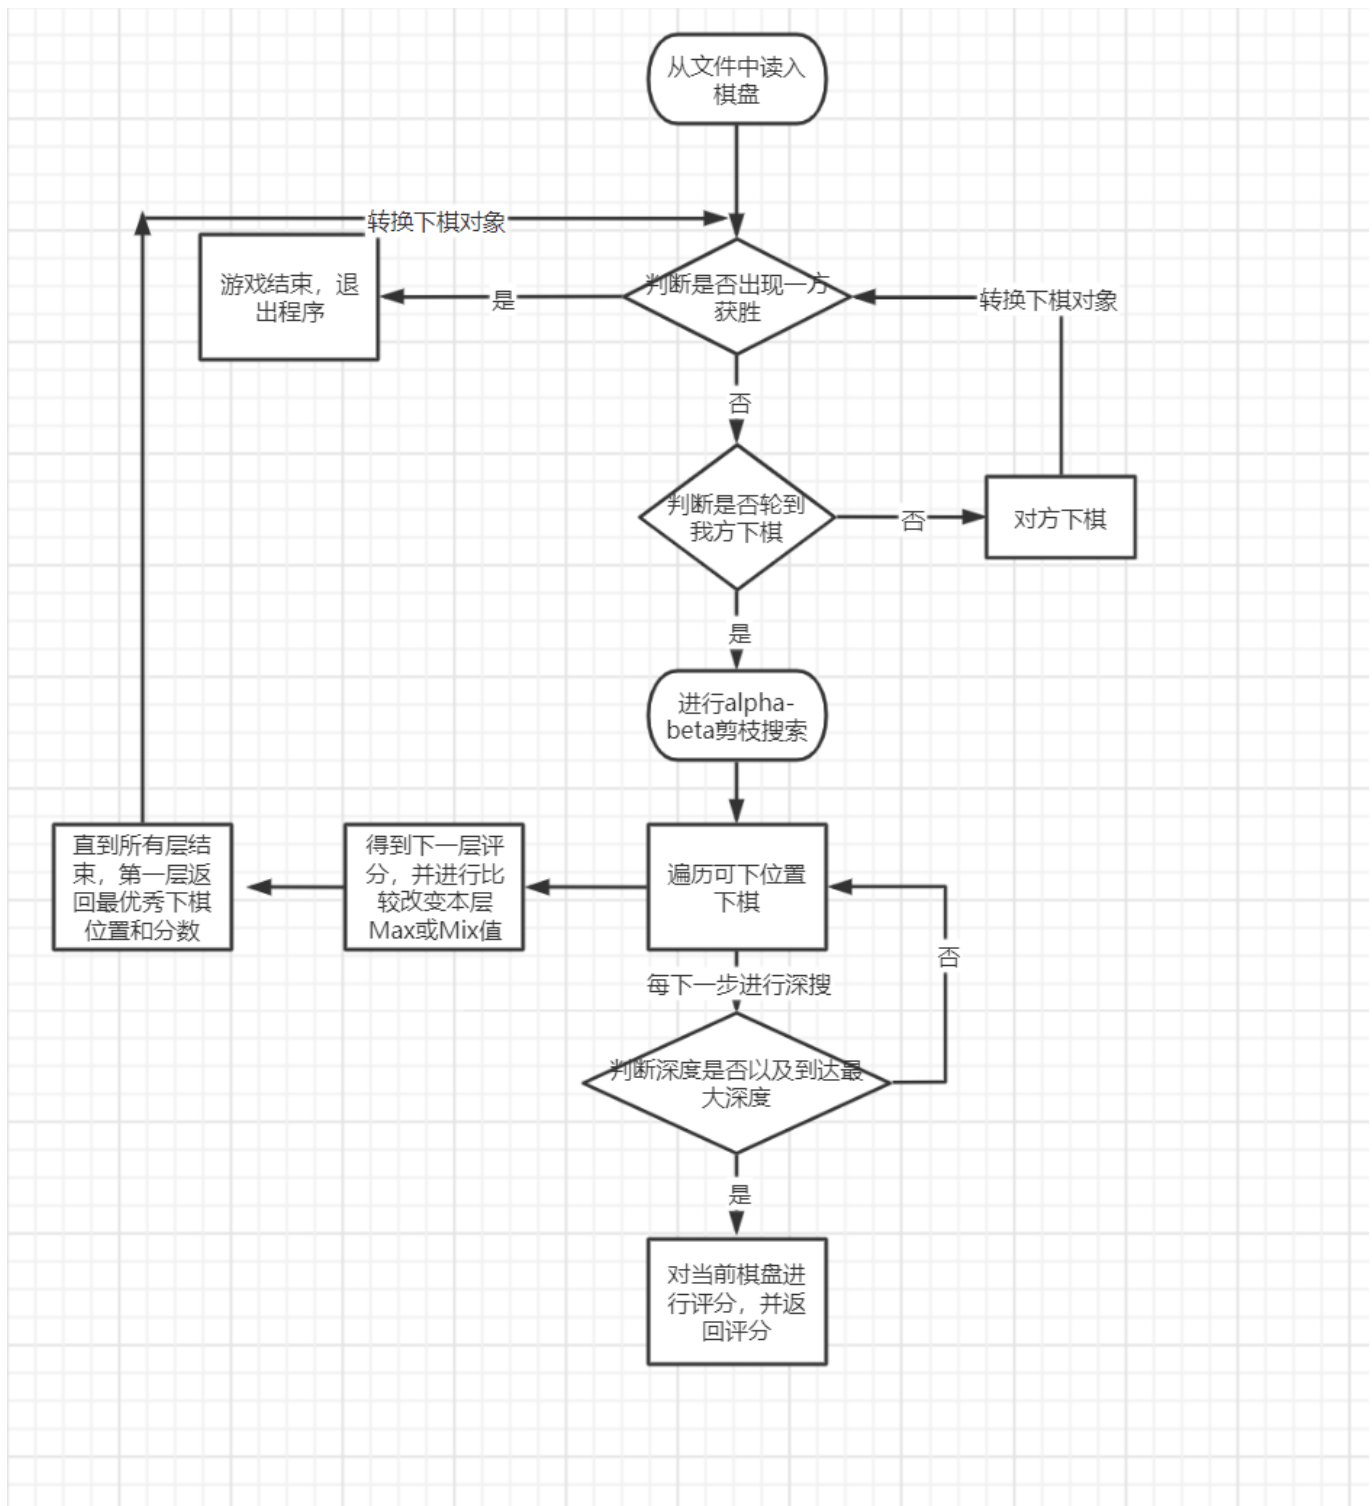 从文件中读入
棋盘
转换下棋对象
游戏结束，退
出程序
是
判断是否出现一方
获胜
转换下棋对象
否
判断是否轮到
我方下棋
否
对方下棋
是
进行alpha-
beta剪枝搜索
直到所有层结
束，第一层返
回最优秀下棋
位置和分数
得到下一层评
分，并进行比
较改变本层
Max或Mix值
遍历可下位置
下棋
否
每下一步进行深搜
判断深度是否以及到达最
大深度
是
对当前棋盘进
行评分，并返
回评分